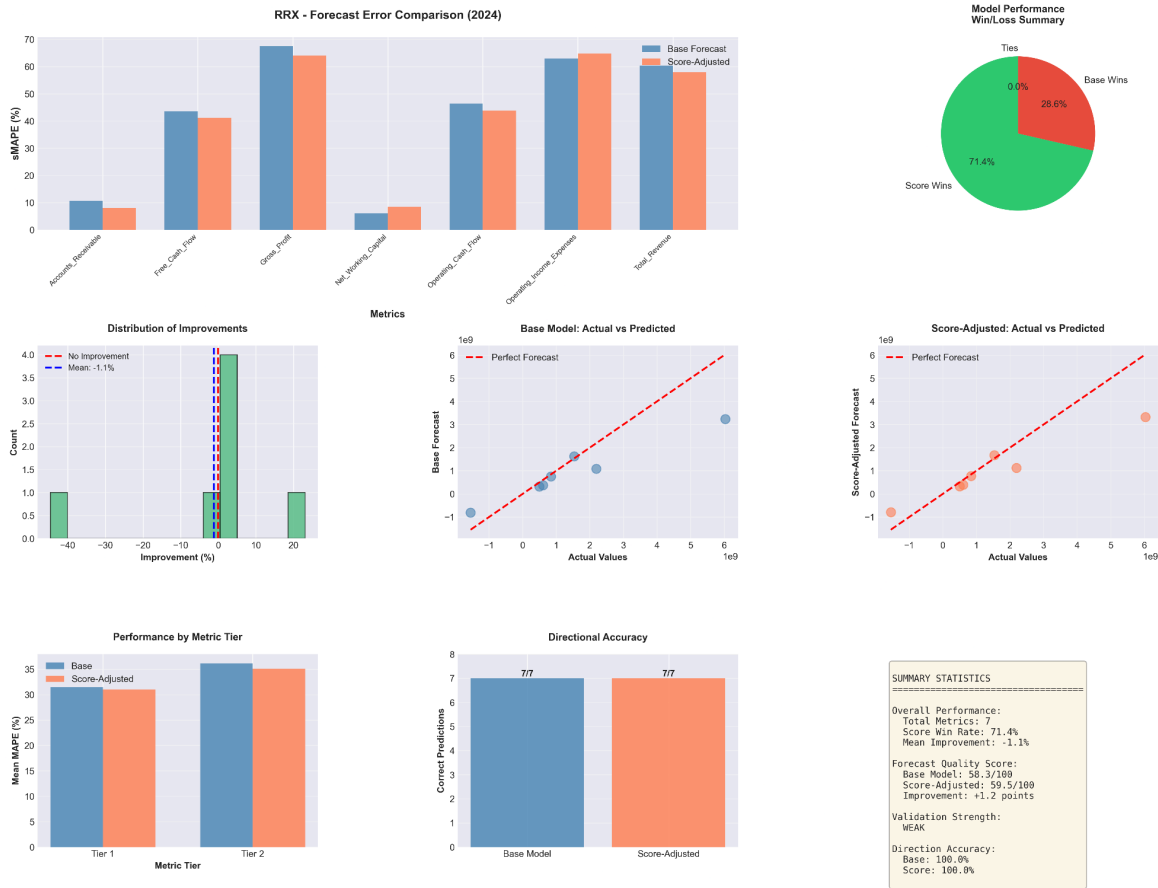 RRX - Forecast Error Comparison (2024)
Model Performance
Win/Loss Summary
70
60
50
40
30
20
10
0
sMAPE (%)
Base Forecast
Score-Adjusted
Accounts_Receivable
Free_Cash_Flow
Gross_Profit
Net_Working_Capital
Operating_Cash_Flow
Operating_Income_Expenses
Total_Revenue
Metrics
Ties
0.0%
Base Wins
28.6%
71.4%
Score Wins
Distribution of Improvements
4.0
3.5
3.0
2.5
2.0
1.5
1.0
0.5
0.0
Count
No Improvement
Mean: -1.1%
−40 −30 −20 −10 0 10 20
Improvement (%)
Base Model: Actual vs Predicted
1e9
6
5
4
3
2
1
0
−1
Base Forecast
Perfect Forecast
−1 0 1 2 3 4 5 6
1e9
Actual Values
Score-Adjusted: Actual vs Predicted
1e9
6
5
4
3
2
1
0
−1
Score-Adjusted Forecast
Perfect Forecast
−1 0 1 2 3 4 5 6
1e9
Actual Values
Performance by Metric Tier
35
30
25
20
15
10
5
0
Mean MAPE (%)
Base
Score-Adjusted
Tier 1 Tier 2
Metric Tier
Directional Accuracy
8
7
6
5
4
3
2
1
0
Correct Predictions
7/7 7/7
Base Model Score-Adjusted
SUMMARY STATISTICS
===================================
Overall Performance:
Total Metrics: 7
Score Win Rate: 71.4%
Mean Improvement: -1.1%
Forecast Quality Score:
Base Model: 58.3/100
Score-Adjusted: 59.5/100
Improvement: +1.2 points
Validation Strength:
WEAK
Direction Accuracy:
Base: 100.0%
Score: 100.0%